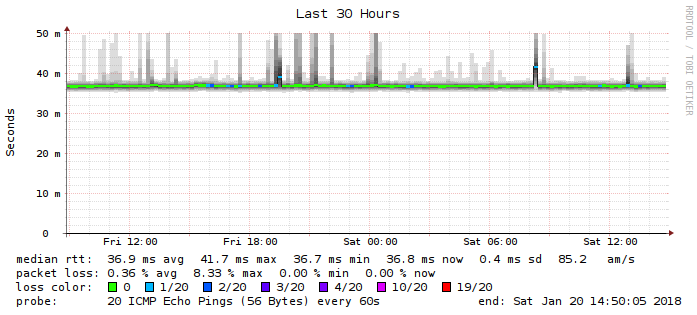 Last 30 Hours
RRDTOOL / TOBI OETIKER
Seconds
50 m
40 m
30 m
20 m
10 m
0
Fri 12:00 Fri 18:00 Sat 00:00 Sat 06:00 Sat 12:00
median rtt: 36.9 ms avg 41.7 ms max 36.7 ms min 36.8 ms now 0.4 ms sd 85.2 am/s
packet loss: 0.36 % avg 8.33 % max 0.00 % min 0.00 % now
loss color: 0 1/20 2/20 3/20 4/20 10/20 19/20
probe: 20 ICMP Echo Pings (56 Bytes) every 60s end: Sat Jan 20 14:50:05 2018